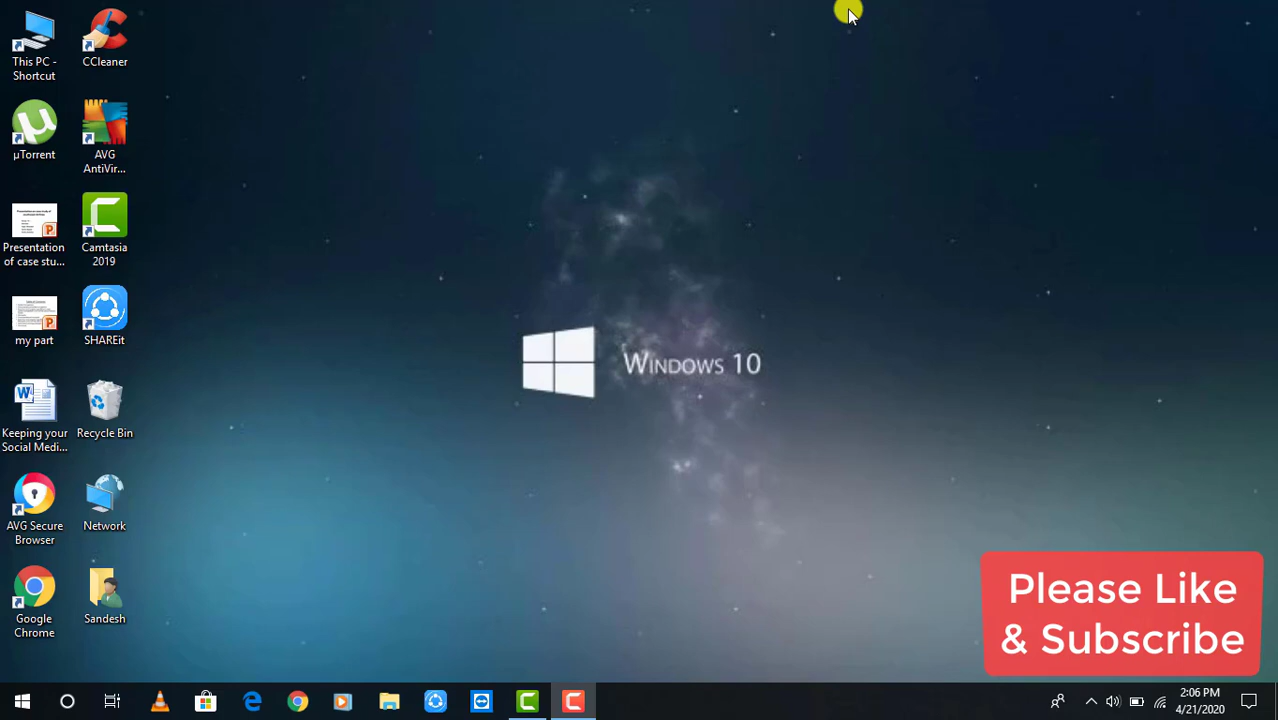 This PC -
Shortcut
CCleaner
µTorrent
AVG
AntiVir...
Presentation
of case stu...
Camtasia
2019
my part
SHAREit
Keeping your
Social Medi...
Recycle Bin
AVG Secure
Browser
Network
Google
Chrome
Sandesh
WINDOWS 10
Please Like
& Subscribe
2:06 PM
4/21/2020